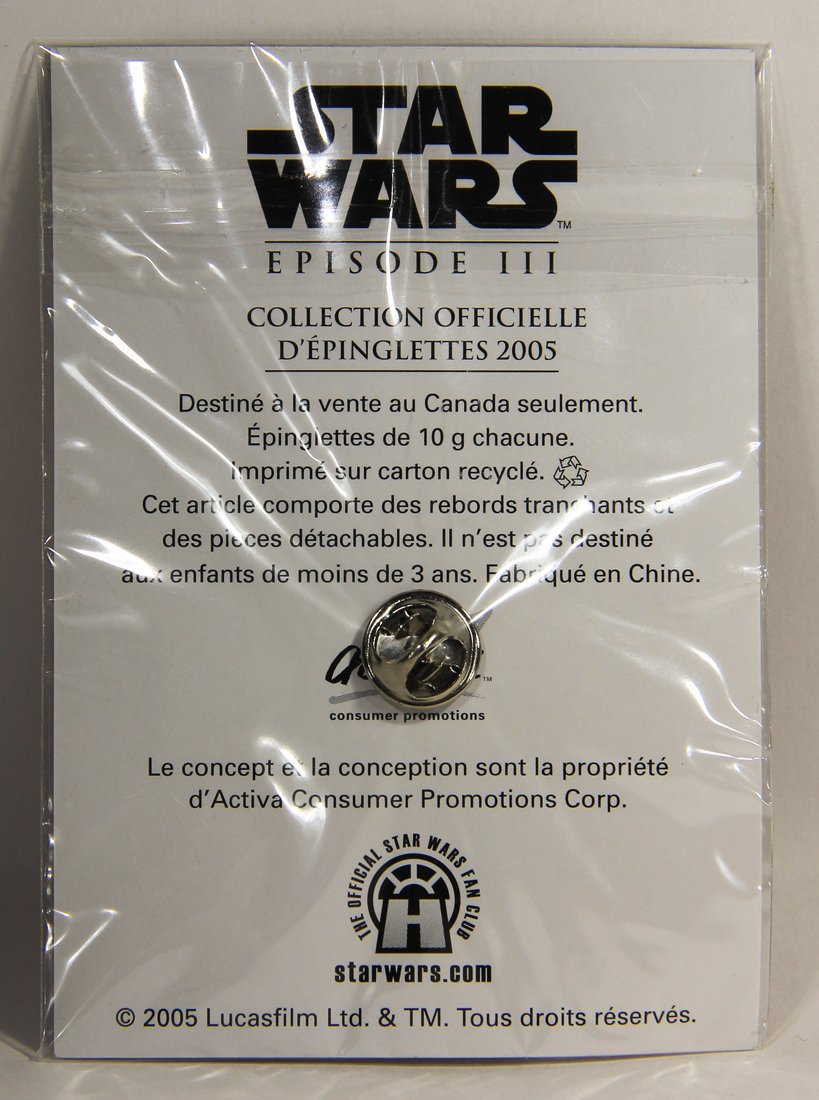 STAR
WARS
TM
EPISODE III
COLLECTION OFFICIELLE
D'ÉPINGLETTES 2005
Destiné à la vente au Canada seulement.
Épinglettes de 10 g chacune.
Imprimé sur carton recyclé.
Cet article comporte des rebords tranchants et
des pièces détachables. Il n'est pas destiné
aux enfants de moins de 3 ans. Fabriqué en Chine.
TM
consumer promotions
Le concept et la conception sont la propriété
d'Activa Consumer Promotions Corp.
THE OFFICIAL STAR WARS FAN CLUB
starwars.com
© 2005 Lucasfilm Ltd. & TM. Tous droits réservés.